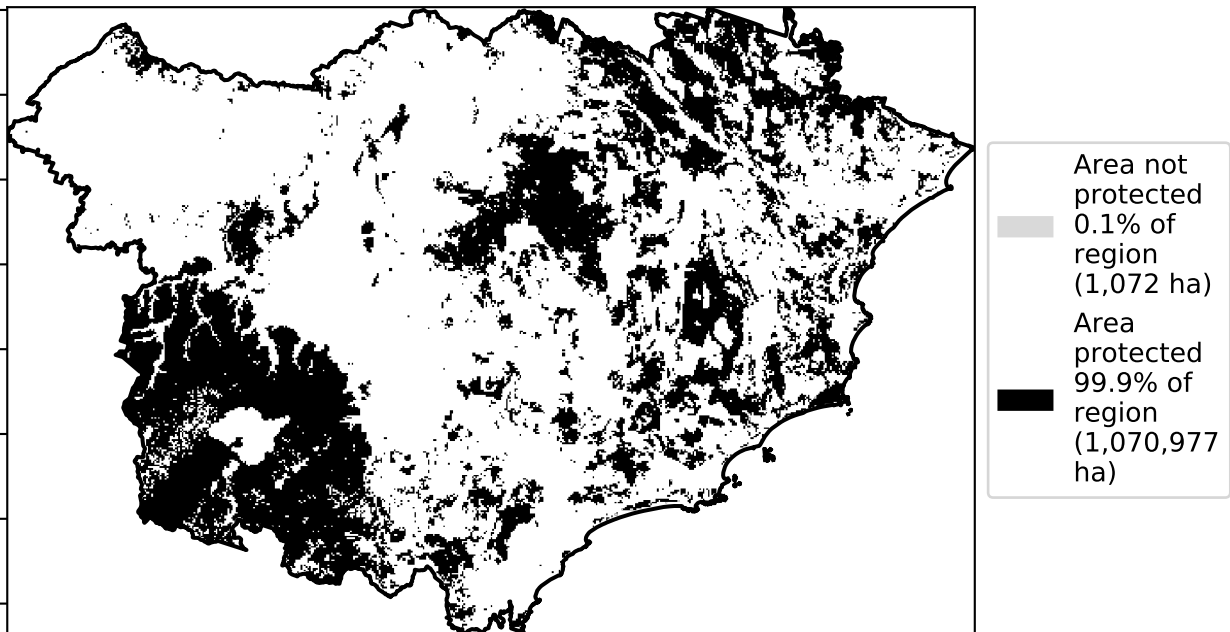 Area not
protected
0.1% of
region
(1,072 ha)
Area
protected
99.9% of
region
(1,070,977
ha)